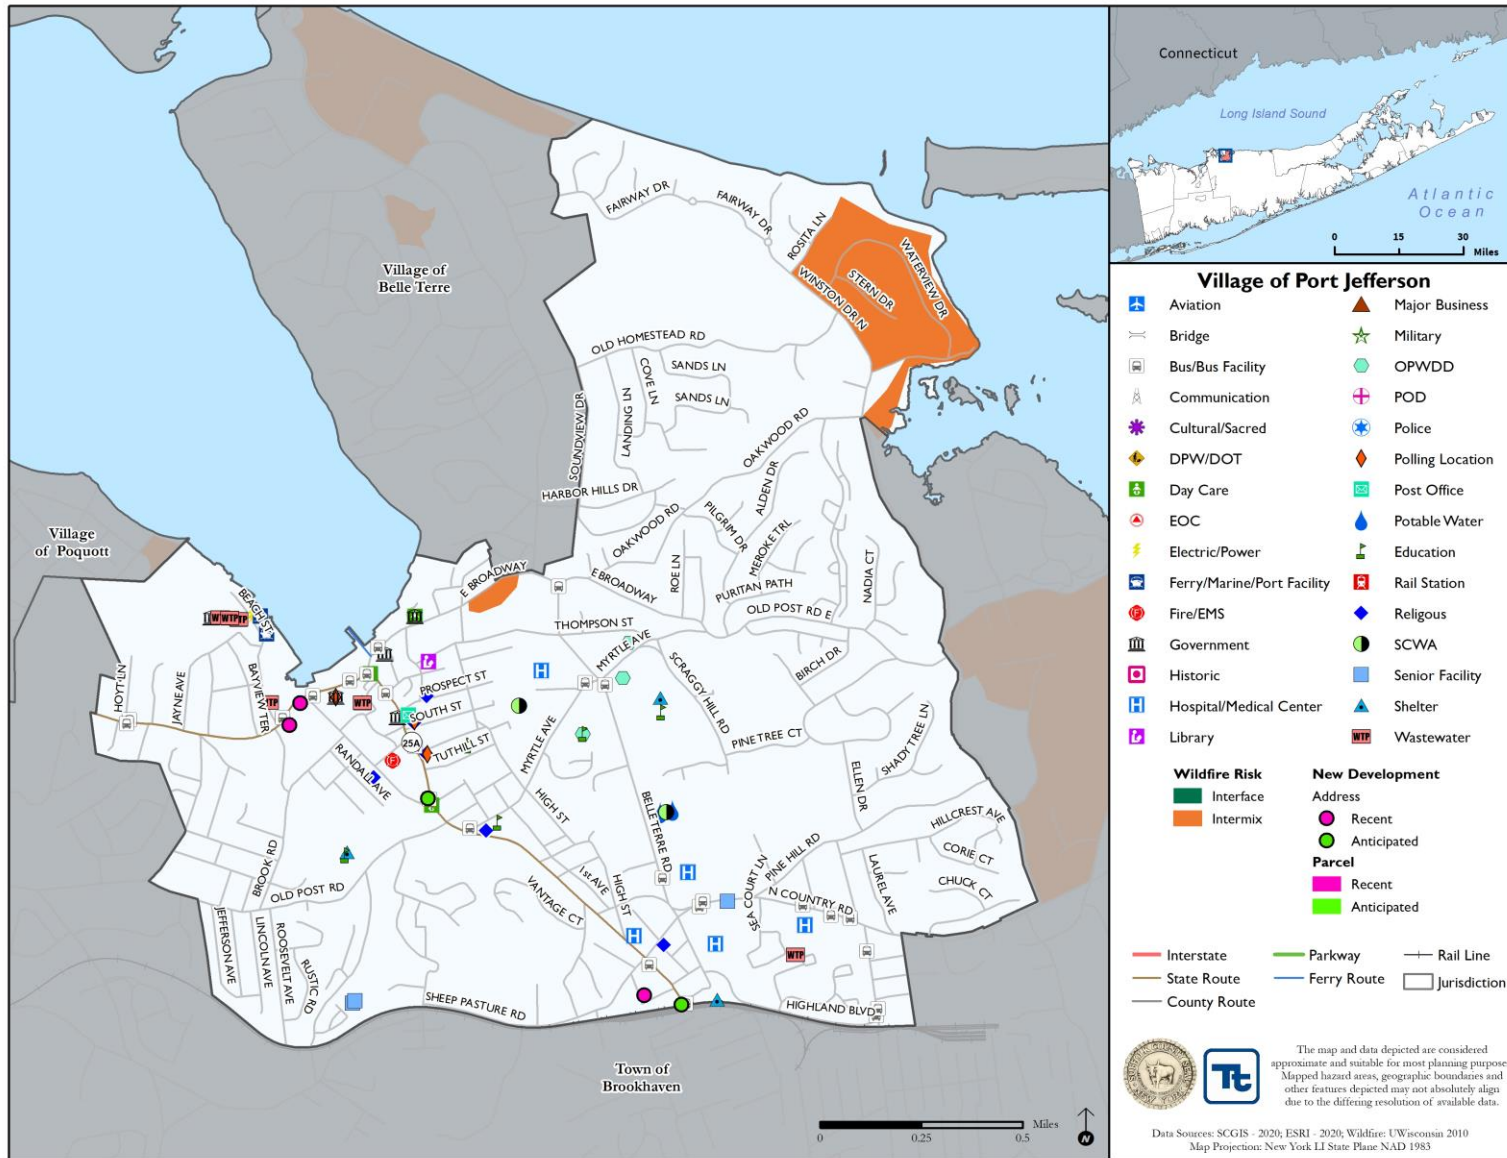 Village of
Belle Terre
Village
of Poquott
Town of
Brookhaven
FAIRWAY DR
FAIRWAY DR
ROSITA LN
WATERVIEW DR
STERN DR
WINSTON DR N
OLD HOMESTEAD RD
SANDS LN
COVE LN
SANDS LN
LANDING LN
SOUNDVIEW DR
OAKWOOD RD
ALDEN DR
HARBOR HILLS DR
PILGRIM DR
OAKWOOD RD
MEROKE TRL
NADIA CT
ROE LN
E BROADWAY
E BROADWAY
PURITAN PATH
OLD POST RD E
BEACH ST
WTP
THOMPSON ST
MYRTLE AVE
SCRAGGY HILL RD
BIRCH DR
HOYT LN
JAYNE AVE
BAYVIEW TER
PROSPECT ST
WTP
SOUTH ST
25A
TUTHILL ST
MYRTLE AVE
PINE TREE CT
SHADY TREE LN
RANDALL AVE
ELLEN DR
HIGH ST
BELLE TERRE RD
HILLCREST AVE
PINE HILL RD
CORIE CT
BROOK RD
OLD POST RD
1st AVE
HIGH ST
SEA COURT LN
N COUNTRY RD
LAUREL AVE
CHUCK CT
VANTAGE CT
JEFFERSON AVE
LINCOLN AVE
ROOSEVELT AVE
RUSTIC RD
WTP
SHEEP PASTURE RD
HIGHLAND BLVD
0 0.5 Miles
N
Connecticut
Long Island Sound
Atlantic
Ocean
0 15 30
Miles
Village of Port Jefferson
Aviation
Bridge
Bus/Bus Facility
Communication
Cultural/Sacred
DPW/DOT
Day Care
EOC
Electric/Power
Ferry/Marine/Port Facility
Fire/EMS
Government
Historic
Hospital/Medical Center
Library
Major Business
Military
OPWDD
POD
Police
Polling Location
Post Office
Potable Water
Education
Rail Station
Religous
SCWA
Senior Facility
Shelter
WTP Wastewater
Wildfire Risk
Interface
Intermix
New Development
Address
Recent
Anticipated
Parcel
Recent
Anticipated
Interstate
State Route
County Route
Parkway
Ferry Route
Rail Line
Jurisdiction
Tt
The map and data depicted are considered
approximate and suitable for most planning purpose
Mapped hazard areas, geographic boundaries and
other features depicted may not absolutely align
due to the differing resolution of available data.
Data Sources: SCGIS - 2020; ESRI - 2020; Wildfire: UWisconsin 2010
Map Projection: New York LI State Plane NAD 1983